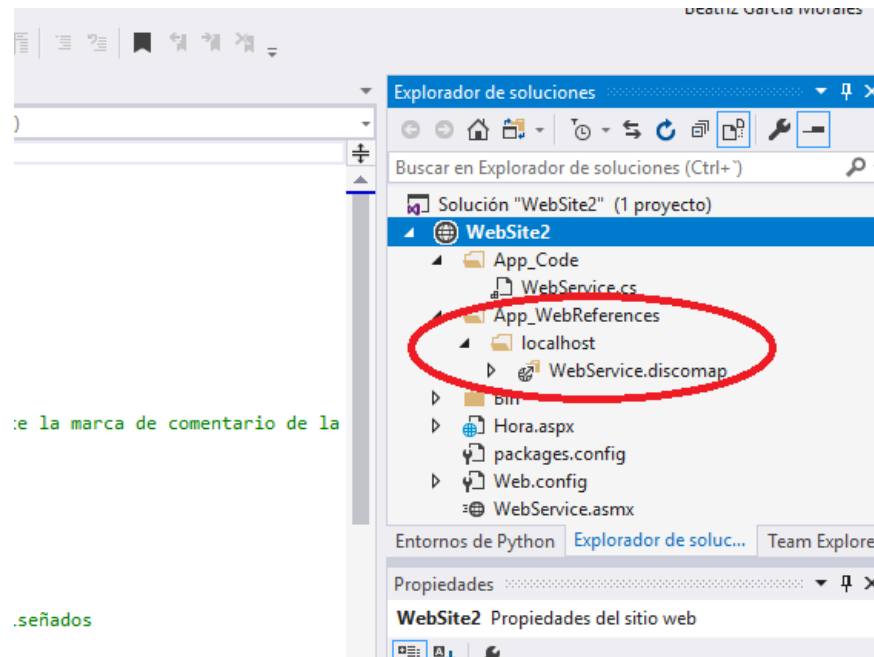 Beatriz García Morales
Explorador de soluciones
)
Buscar en Explorador de soluciones (Ctrl+`)
Solución "WebSite2" (1 proyecto)
WebSite2
App_Code
WebService.cs
App_WebReferences
localhost
WebService.discomap
Bin
:e la marca de comentario de la
Hora.aspx
packages.config
Web.config
WebService.asmx
Entornos de Python Explorador de soluc... Team Explore
Propiedades
.señados
WebSite2 Propiedades del sitio web